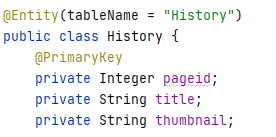 @Entity(tableName = "History")
public class History {
@PrimaryKey
private Integer pageid;
private String title;
private String thumbnail;